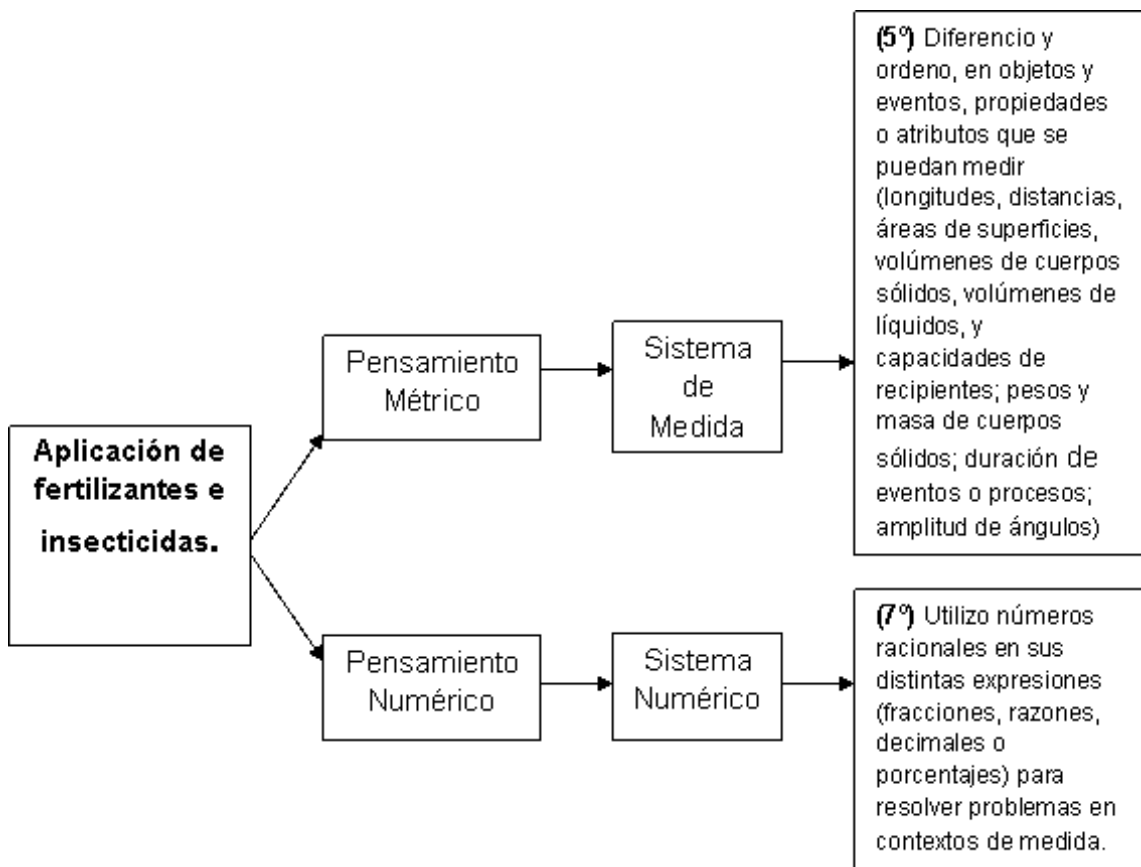 Aplicación de
fertilizantes e
insecticidas.
Pensamiento
Métrico
Sistema
de
Medida
(5º) Diferencio y
ordeno, en objetos y
eventos, propiedades
o atributos que se
puedan medir
(longitudes, distancias,
áreas de superficies,
volúmenes de cuerpos
sólidos, volúmenes de
líquidos, y
capacidades de
recipientes; pesos y
masa de cuerpos
sólidos; duración de
eventos o procesos;
amplitud de ángulos)
Pensamiento
Numérico
Sistema
Numérico
(7º) Utilizo números
racionales en sus
distintas expresiones
(fracciones, razones,
decimales o
porcentajes) para
resolver problemas en
contextos de medida.